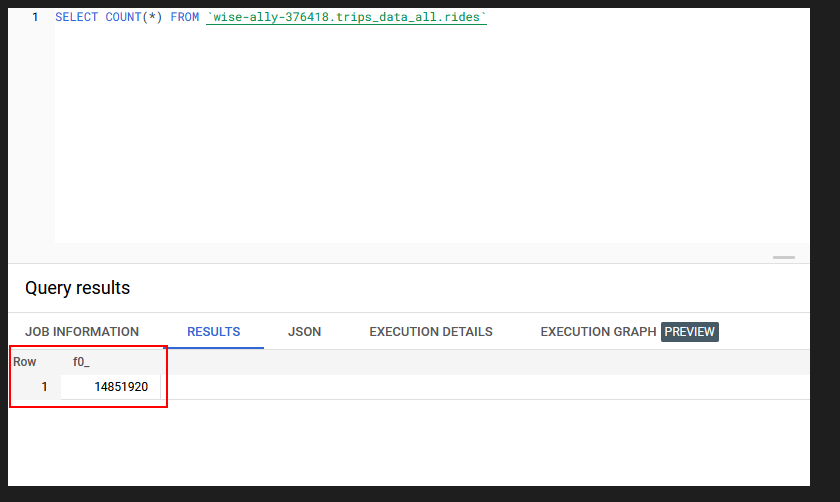 1 SELECT COUNT(*) FROM `wise-ally-376418.trips_data_all.rides`
Query results
JOB INFORMATION RESULTS JSON EXECUTION DETAILS EXECUTION GRAPH PREVIEW
Row f0_
1 14851920